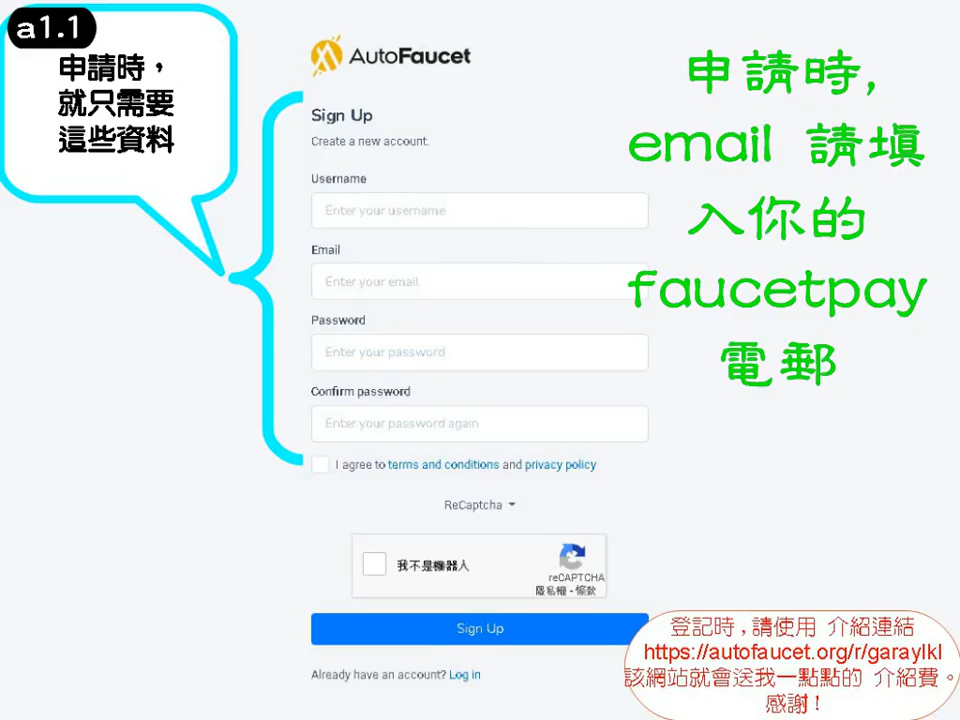 a1.1
申請時，
就只需要
這些資料
AutoFaucet
Sign Up
Create a new account.
Username
Enter your username
Email
Enter your email
Password
Enter your password
Confirm password
Enter your password again
I agree to terms and conditions and privacy policy
ReCaptcha
我不是機器人
reCAPTCHA
隱私權 - 條款
Sign Up
Already have an account? Log in
申請時,
email 請填
入你的
faucetpay
電郵
登記時,請使用 介紹連結
https://autofaucet.org/r/garaylkl
該網站就會送我一點點的 介紹費。
感謝！